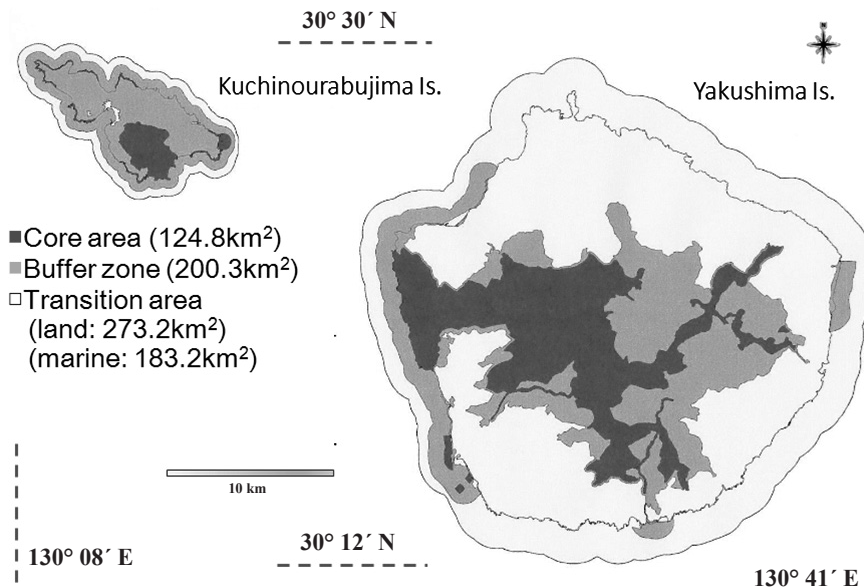 30° 30´ N
N
Kuchinourabujima Is.
Yakushima Is.
Core area (124.8km²)
Buffer zone (200.3km²)
Transition area
(land: 273.2km²)
(marine: 183.2km²)
10 km
130° 08´ E
30° 12´ N
130° 41´ E